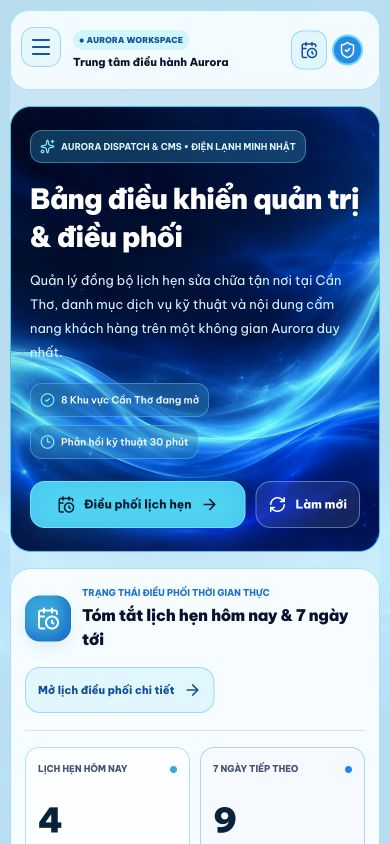 • AURORA WORKSPACE
Trung tâm điều hành Aurora
AURORA DISPATCH & CMS • ĐIỆN LẠNH MINH NHẬT
Bảng điều khiển quản trị
& điều phối
Quản lý đồng bộ lịch hẹn sửa chữa tận nơi tại Cần
Thơ, danh mục dịch vụ kỹ thuật và nội dung cẩm
nang khách hàng trên một không gian Aurora duy
nhất.
8 Khu vực Cần Thơ đang mở
Phản hồi kỹ thuật 30 phút
Điều phối lịch hẹn
Làm mới
TRẠNG THÁI ĐIỀU PHỐI THỜI GIAN THỰC
Tóm tắt lịch hẹn hôm nay & 7 ngày
tới
Mở lịch điều phối chi tiết
LỊCH HẸN HÔM NAY
7 NGÀY TIẾP THEO
4
9